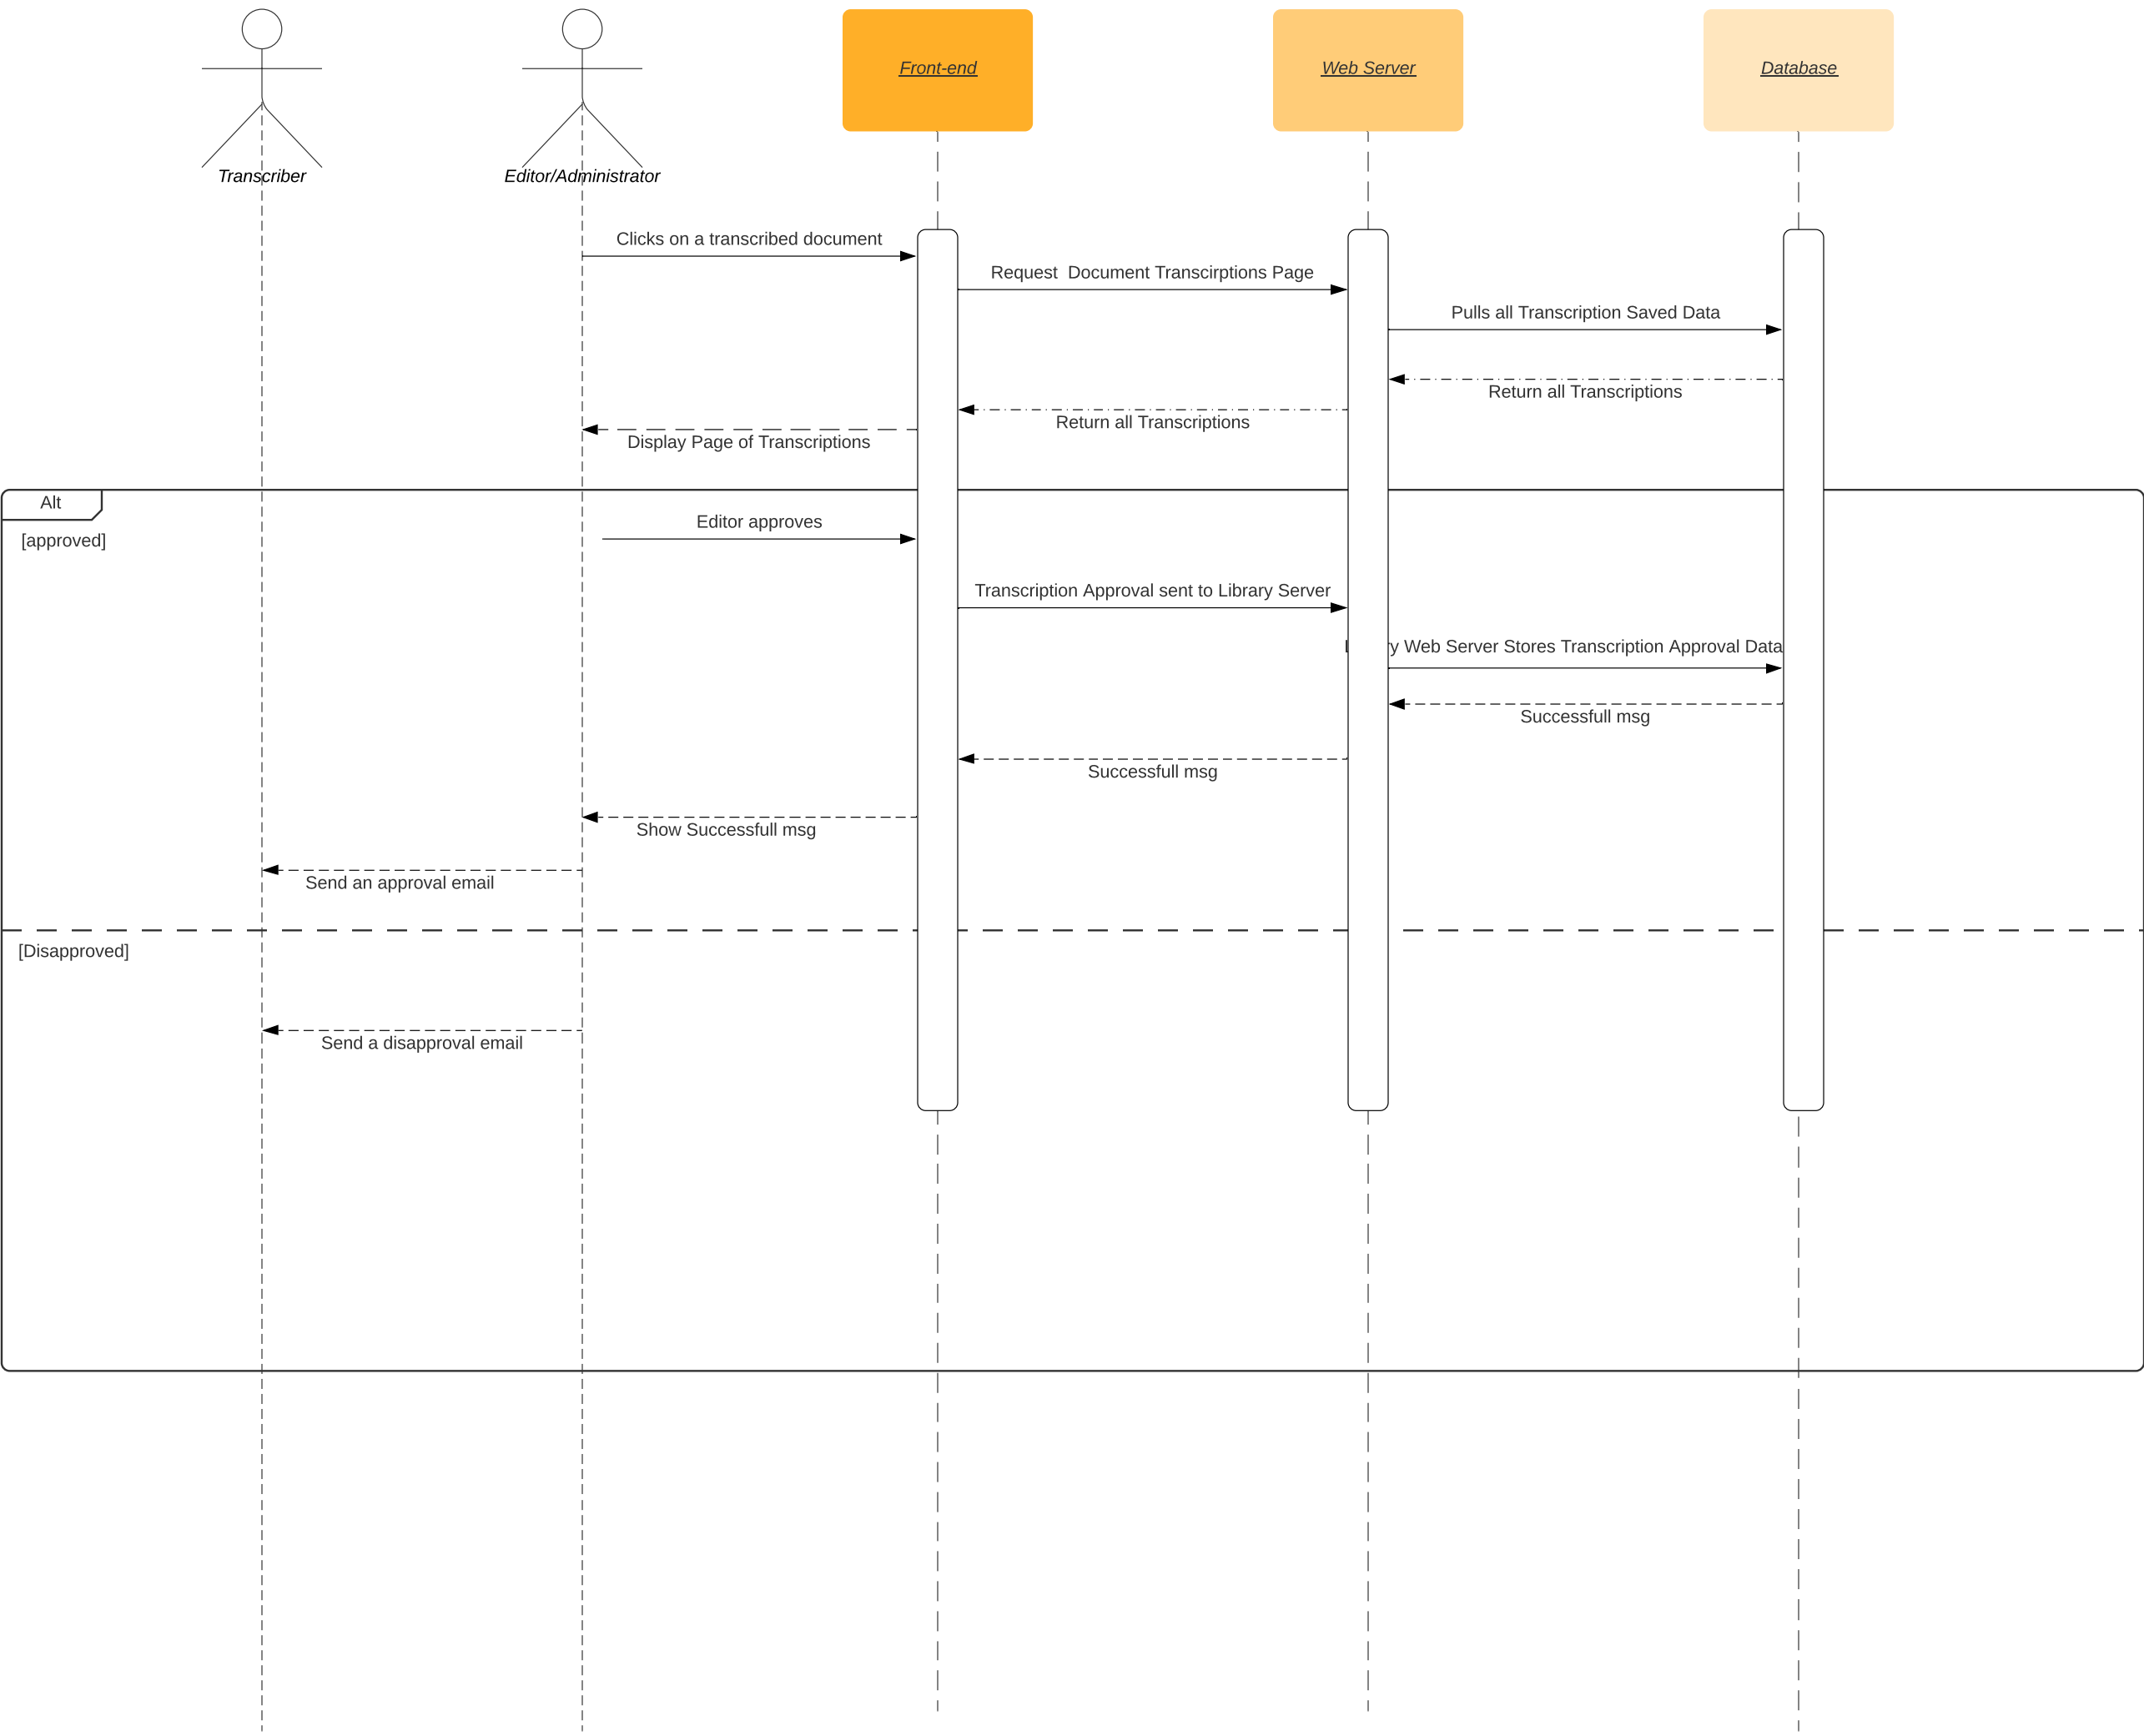 Transcriber
Editor/Administrator
Front-end
Web Server
Database
Clicks on a transcribed document
Request  Document Transcirptions Page
Pulls all Transcription Saved Data
Return all Transcriptions
Return all Transcriptions
Display Page of Transcriptions
Alt
[approved]
Editor approves
Transcription Approval sent to Library Server
Web Server Stores Transcription Approval Data
Successfull msg
Successfull msg
Show Successfull msg
Send an approval email
[Disapproved]
Send a disapproval email